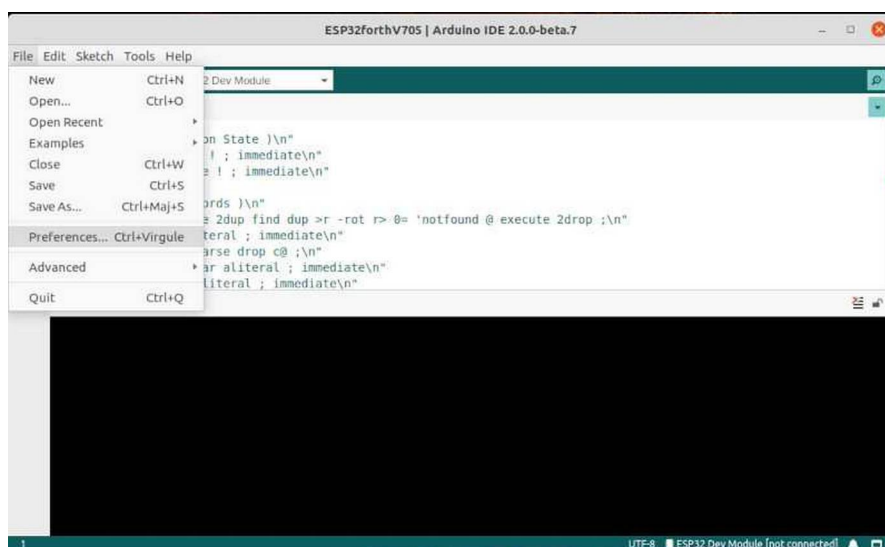 ESP32forthV705 | Arduino IDE 2.0.0-beta.7
File Edit Sketch Tools Help
New Ctrl+N
2 Dev Module
Open... Ctrl+O
Open Recent
Examples
on State )\n"
! ; immediate\n"
Close Ctrl+W
e ! ; immediate\n"
Save Ctrl+S
ords )\n"
Save As... Ctrl+Maj+S
e 2dup find dup >r -rot r> 0= 'notfound @ execute 2drop ;\n"
Preferences... Ctrl+Virgule
teral ; immediate\n"
arse drop c@ ;\n"
Advanced
ar aliteral ; immediate\n"
literal ; immediate\n"
Quit Ctrl+Q
1
UTF-8 ESP32 Dev Module [not connected]